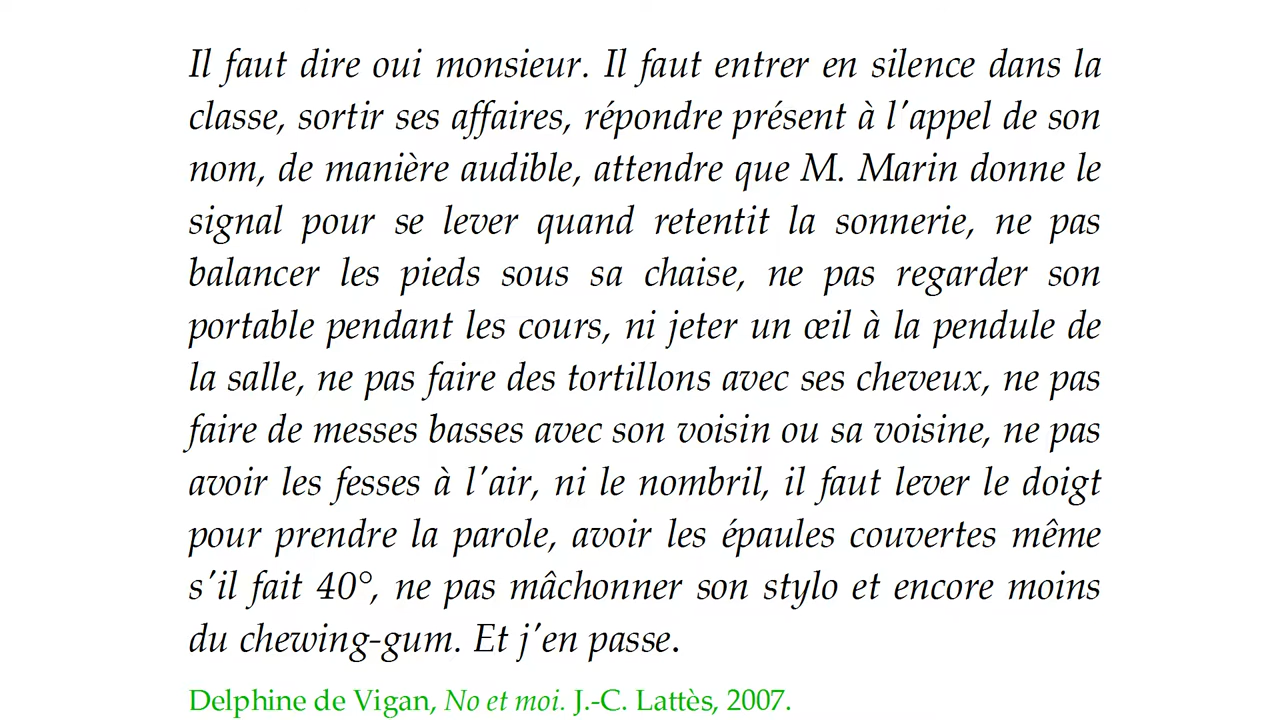 Il faut dire oui monsieur. Il faut entrer en silence dans la
classe, sortir ses affaires, répondre présent à l'appel de son
nom, de manière audible, attendre que M. Marin donne le
signal pour se lever quand retentit la sonnerie, ne pas
balancer les pieds sous sa chaise, ne pas regarder son
portable pendant les cours, ni jeter un œil à la pendule de
la salle, ne pas faire des tortillons avec ses cheveux, ne pas
faire de messes basses avec son voisin ou sa voisine, ne pas
avoir les fesses à l'air, ni le nombril, il faut lever le doigt
pour prendre la parole, avoir les épaules couvertes même
s'il fait 40°, ne pas mâchonner son stylo et encore moins
du chewing-gum. Et j'en passe.
Delphine de Vigan, No et moi. J.-C. Lattès, 2007.